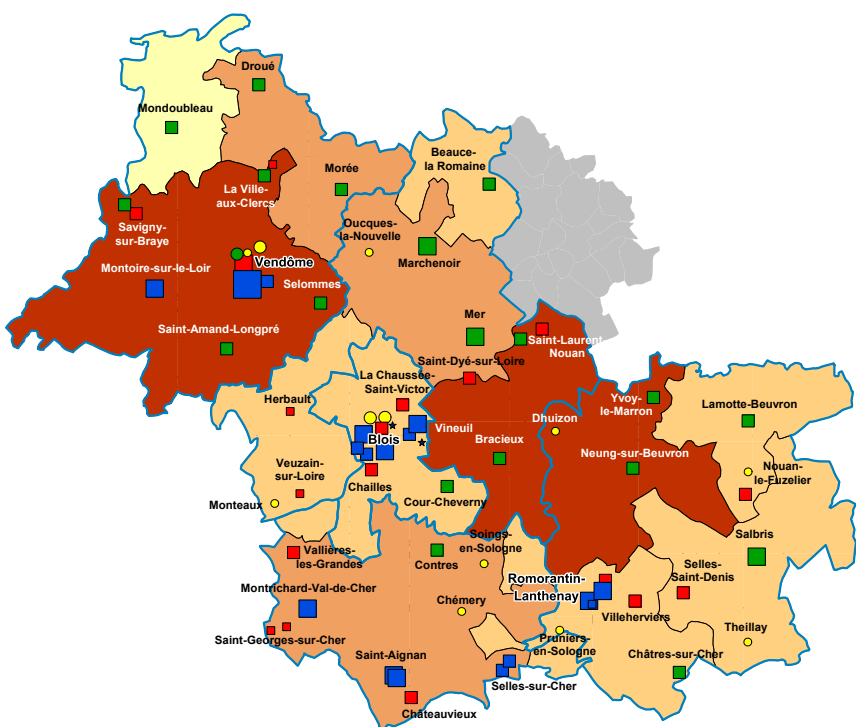 Droué
Mondoubleau
Beauce-
la Romaine
Morée
La Ville-
aux-Clercs
Oucques-
la-Nouvelle
Savigny-
sur-Braye
Vendôme
Marchenoir
Montoire-sur-le-Loir
Selommes
Mer
Saint-Amand-Longpré
Saint-Laurent
Nouan
Saint-Dyé-sur-Loire
La Chaussée-
Saint-Victor
Herbault
Yvoy-
le-Marron
Lamotte-Beuvron
Dhuizon
Vineuil
Blois
Bracieux
Neung-sur-Beuvron
Veuzain-
sur-Loire
Nouan-
le-Fuzelier
Chailles
Monteaux
Cour-Cheverny
Soings-
en-Sologne
Salbris
Vallières-
les-Grandes
Contres
Selles-
Saint-Denis
Romorantin-
Lanthenay
Montrichard-Val-de-Cher
Chémery
Villeherviers
Saint-Georges-sur-Cher
Pruniers-
en-Sologne
Theillay
Saint-Aignan
Châtres-sur-Cher
Selles-sur-Cher
Châteauvieux